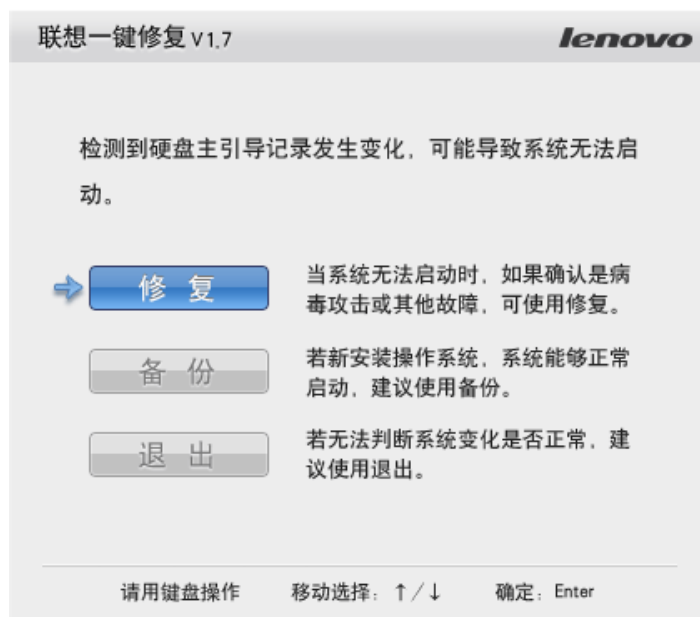 联想一键修复 V1.7
lenovo
检测到硬盘主引导记录发生变化，可能导致系统无法启
动。
修 复
当系统无法启动时，如果确认是病
毒攻击或其他故障，可使用修复。
备 份
若新安装操作系统，系统能够正常
启动，建议使用备份。
退 出
若无法判断系统变化是否正常，建
议使用退出。
请用键盘操作 移动选择：↑/↓ 确定：Enter